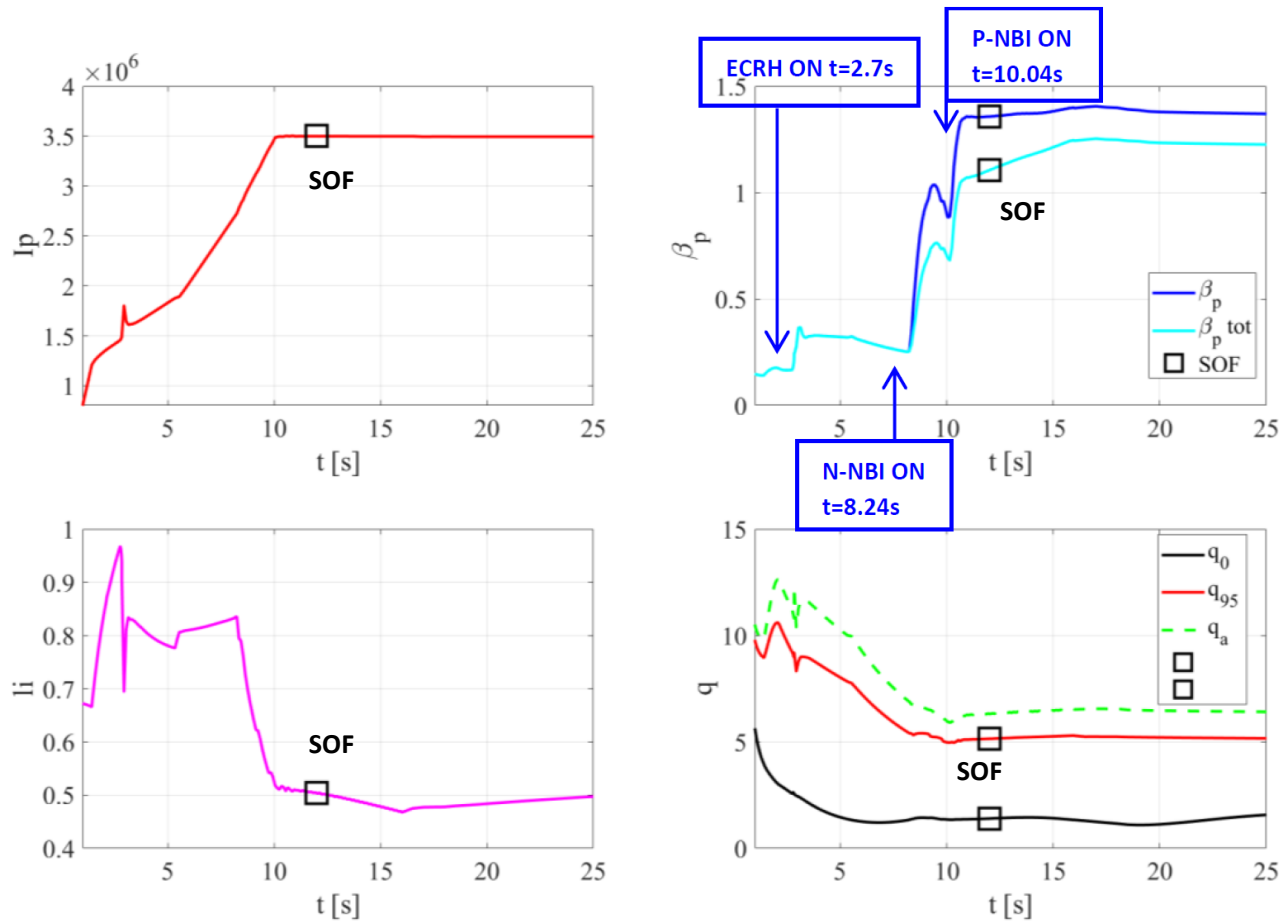 ×10⁶
4
3.5
3
2.5
2
1.5
1
Ip
SOF
5
10
15
20
25
t [s]
ECRH ON t=2.7s
P-NBI ON
t=10.04s
1.5
1
0.5
0
β_p
SOF
β_p
β_p tot
SOF
5
10
15
20
25
t [s]
N-NBI ON
t=8.24s
1
0.9
0.8
0.7
0.6
0.5
0.4
li
SOF
5
10
15
20
25
t [s]
15
10
5
0
q
SOF
q_0
q_95
q_a
5
10
15
20
25
t [s]